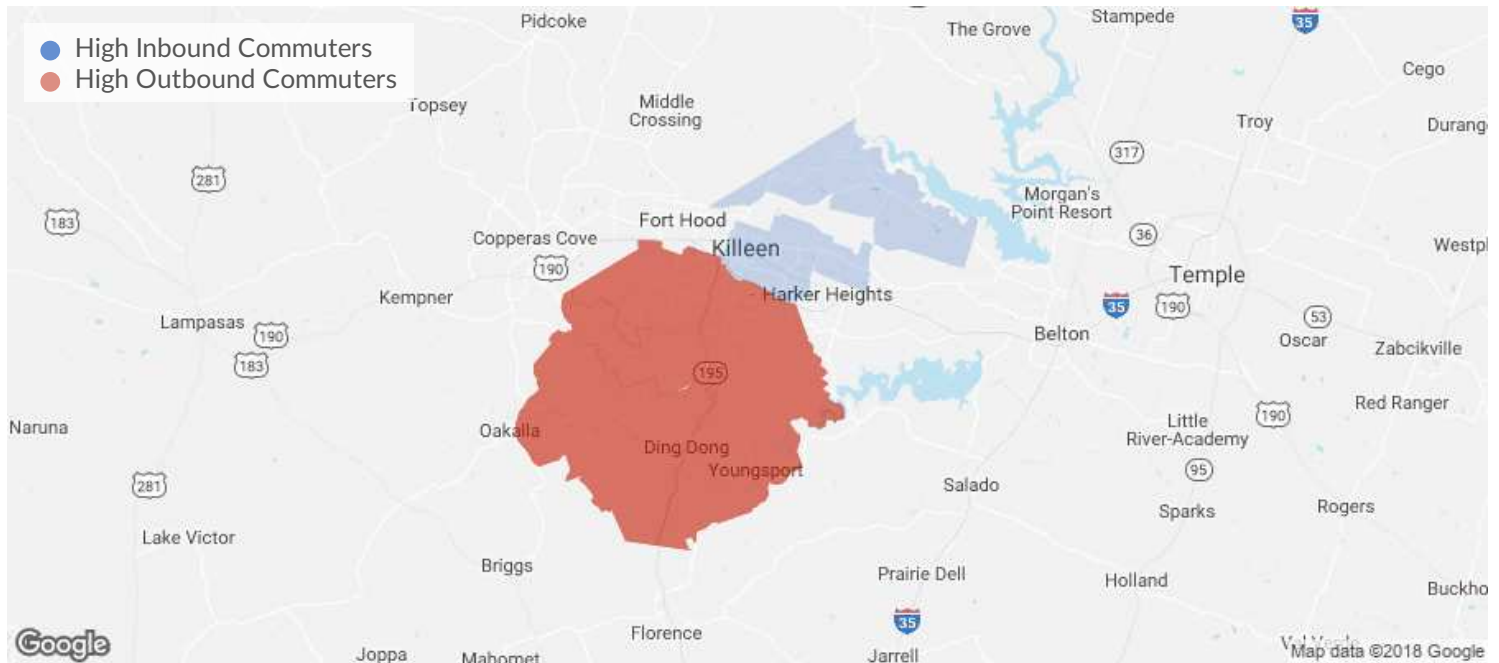 High Inbound Commuters
High Outbound Commuters
Pidcoke
The Grove
Stampede
35
Cego
Topsey
Middle
Crossing
Troy
Durang
317
281
183
Morgan's
Point Resort
Fort Hood
36
Copperas Cove
Killeen
Westp
190
Temple
Kempner
Harker Heights
35
190
Lampasas
190
53
Belton
Oscar
Zabcikville
183
195
Red Ranger
190
Naruna
Oakalla
Little
River-Academy
Ding Dong
Youngsport
95
281
Salado
Rogers
Sparks
Lake Victor
Briggs
Prairie Dell
Holland
Buckho
35
Florence
Google
Joppa
Mahomet
Jarrell
Map data ©2018 Google